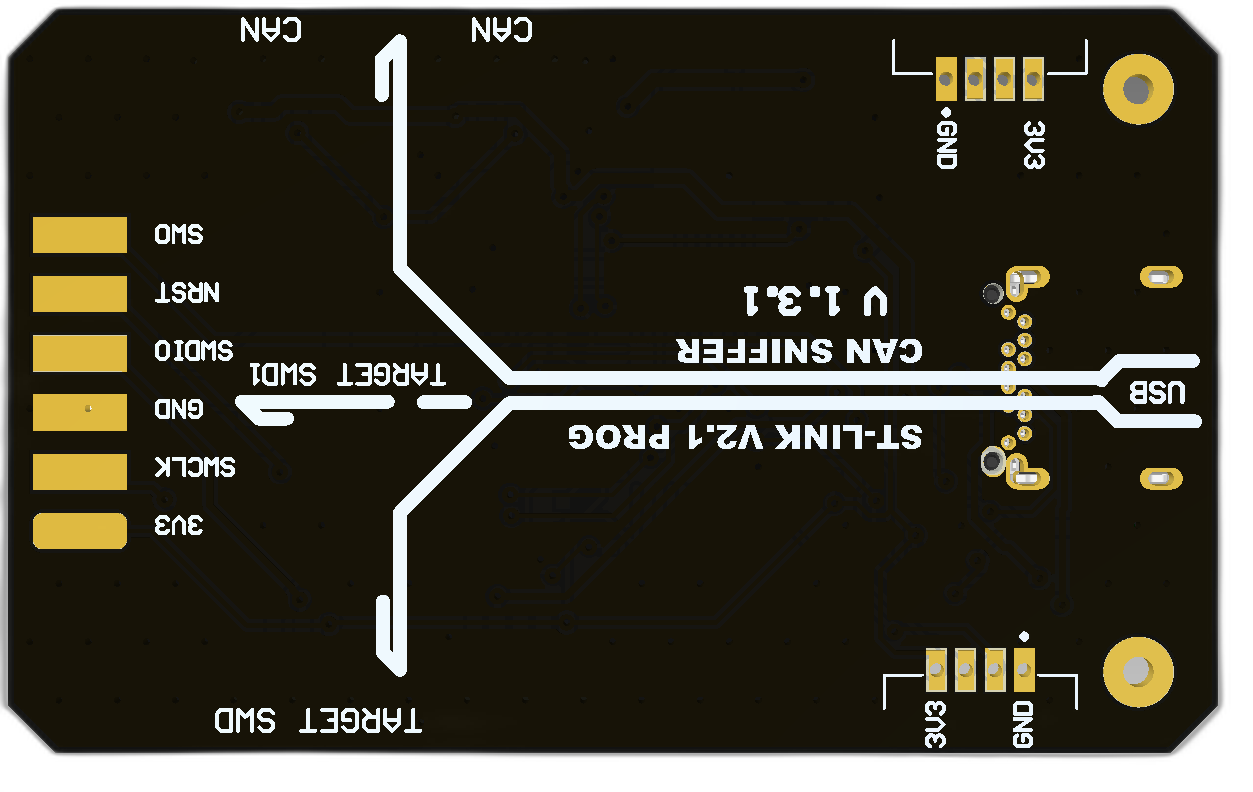 CAN
CAN
GND
3V3
SWO
NRST
SWDIO
GND
SWCLK
3V3
V 1.3.1
CAN SNIFFER
TARGET SWD1
USB
ST-LINK V2.1 PROG
TARGET SWD
3V3
GND